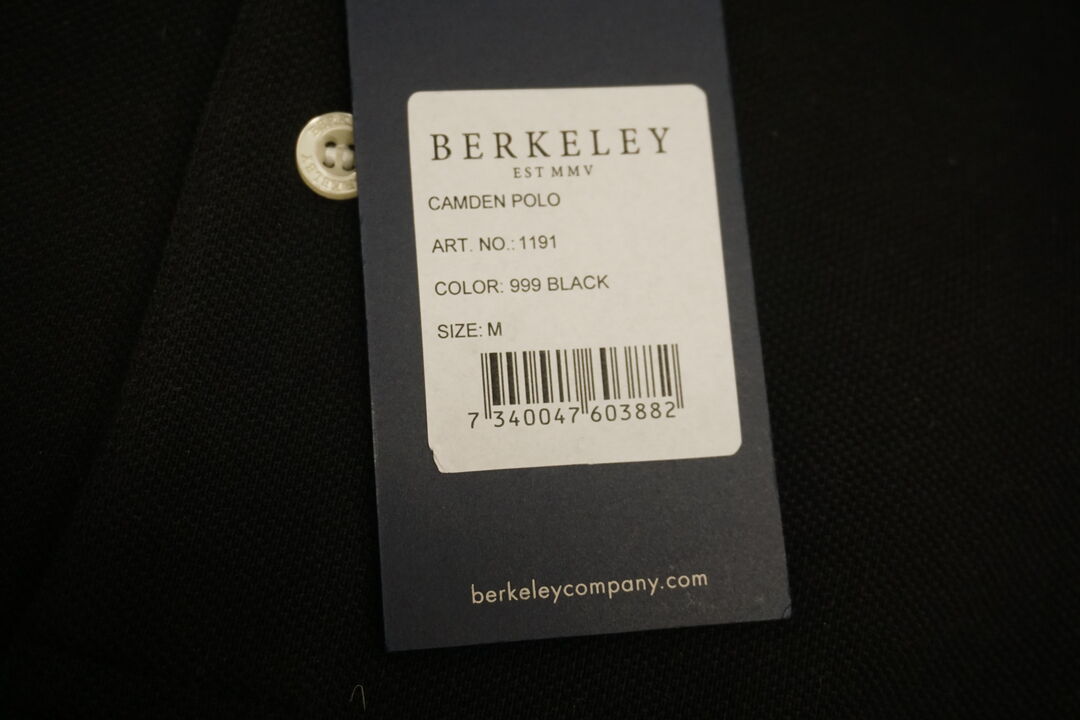 BERKELEY
EST MMV
CAMDEN POLO
ART. NO.: 1191
COLOR: 999 BLACK
SIZE: M
7 340047 603882
berkeleycompany.com